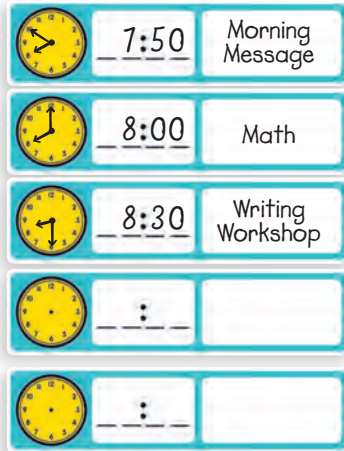 7:50
Morning
Message
8:00
Math
8:30
Writing
Workshop
:
: